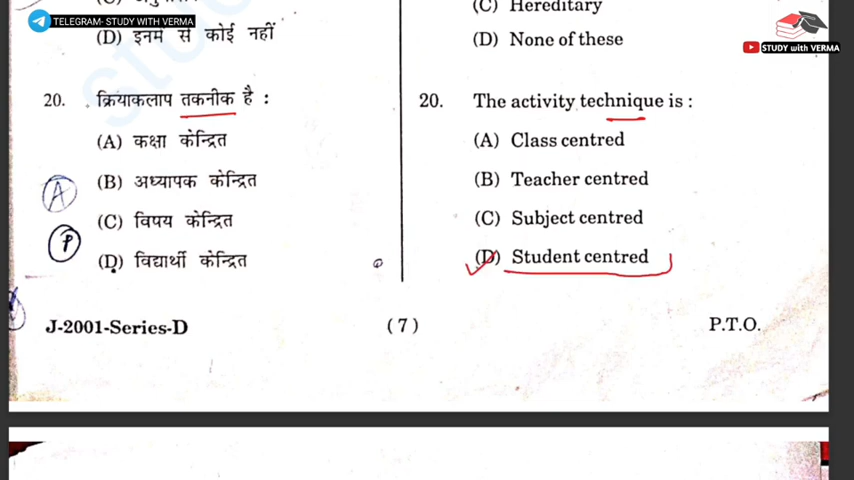 (D) इनमें से कोई नहीं
TELEGRAM- STUDY WITH VERMA
20. क्रियाकलाप तकनीक है :
(A) कक्षा केन्द्रित
(B) अध्यापक केन्द्रित
(C) विषय केन्द्रित
(D) विद्यार्थी केन्द्रित
A
P
J-2001-Series-D
(C) Hereditary
(D) None of these
STUDY with VERMA
20. The activity technique is :
(A) Class centred
(B) Teacher centred
(C) Subject centred
(D) Student centred
(7)
P.T.O.